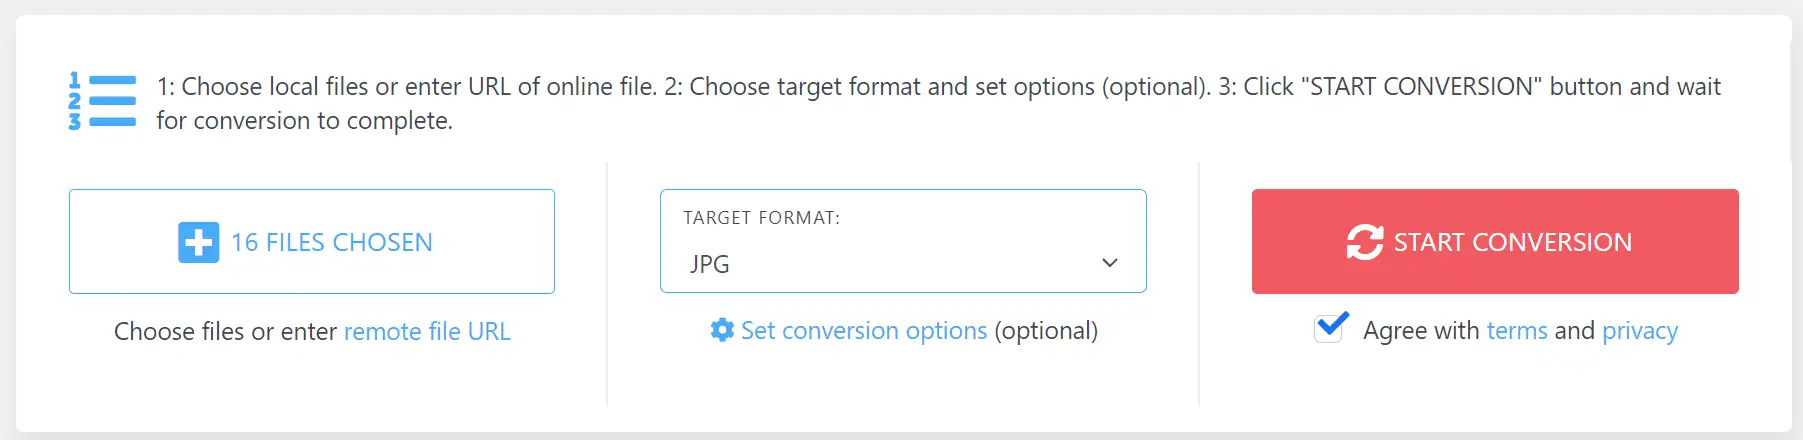 1
2
3
1: Choose local files or enter URL of online file. 2: Choose target format and set options (optional). 3: Click "START CONVERSION" button and wait
for conversion to complete.
16 FILES CHOSEN
Choose files or enter remote file URL
TARGET FORMAT:
JPG
Set conversion options (optional)
START CONVERSION
Agree with terms and privacy